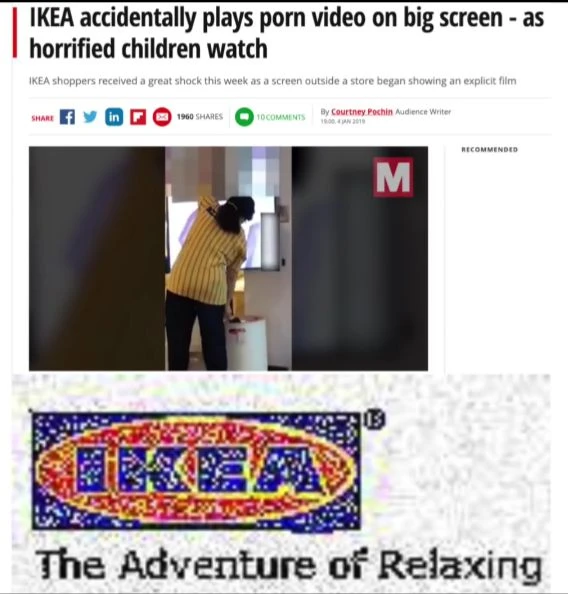 IKEA accidentally plays porn video on big screen - as
horrified children watch
IKEA shoppers received a great shock this week as a screen outside a store began showing an explicit film
SHARE
1960 SHARES
10 COMMENTS
By Courtney Pochin Audience Writer
19:00, 4 JAN 2019
RECOMMENDED
M
IKEA ®
The Adventure of Relaxing